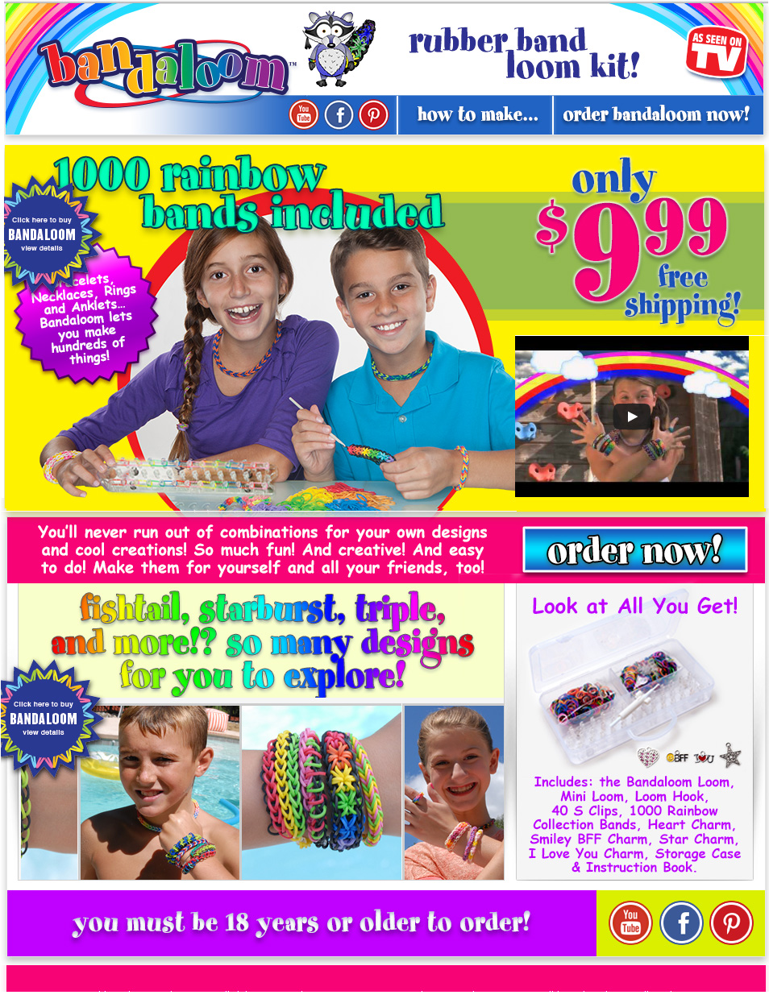 bandaloom™
rubber band
loom kit!
AS SEEN ON
TV
You
Tube
how to make...
order bandaloom now!
1000 rainbow
bands included
only
$9.99
free
shipping!
Click here to buy
BANDALOOM
view details
Necklaces, Rings
and Anklets...
Bandaloom lets
you make
hundreds of
things!
You'll never run out of combinations for your own designs
and cool creations! So much fun! And creative! And easy
to do! Make them for yourself and all your friends, too!
order now!
fishtail, starburst, triple,
and more!? so many designs
for you to explore!
Click here to buy
BANDALOOM
view details
Look at All You Get!
BFF
I U
Includes: the Bandaloom Loom,
Mini Loom, Loom Hook,
40 S Clips, 1000 Rainbow
Collection Bands, Heart Charm,
Smiley BFF Charm, Star Charm,
I Love You Charm, Storage Case
& Instruction Book.
you must be 18 years or older to order!
You
Tube